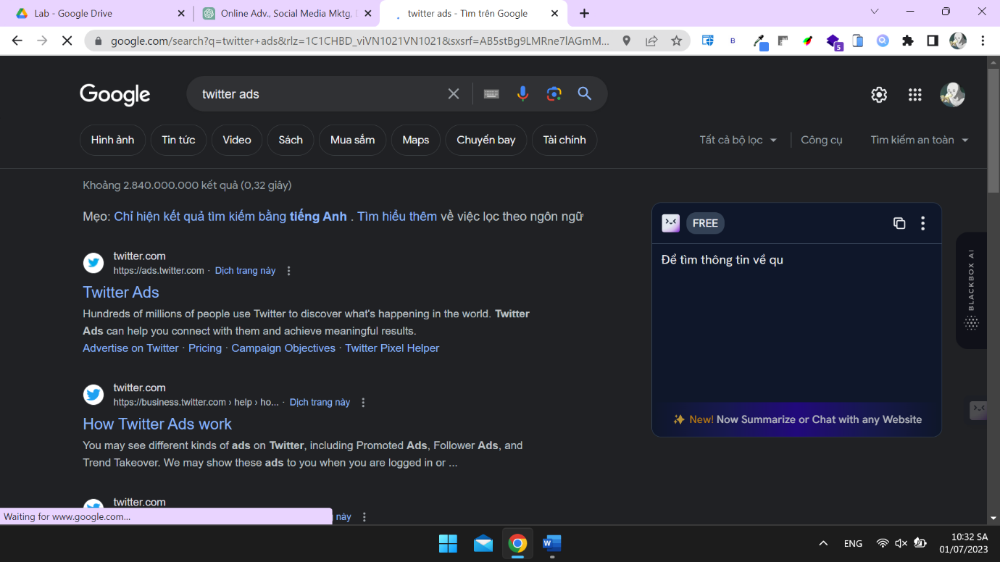 Lab - Google Drive
Online Adv., Social Media Mktg,
twitter ads - Tìm trên Google
google.com/search?q=twitter+ads&rlz=1C1CHBD_viVN1021VN1021&sxsrf=AB5stBg9LMRne7lAGmM...
B
5
Google
twitter ads
Hình ảnh
Tin tức
Video
Sách
Mua sắm
Maps
Chuyến bay
Tài chính
Tất cả bộ lọc
Công cụ
Tìm kiếm an toàn
Khoảng 2.840.000.000 kết quả (0,32 giây)
Mẹo: Chỉ hiện kết quả tìm kiếm bằng tiếng Anh . Tìm hiểu thêm về việc lọc theo ngôn ngữ
twitter.com
https://ads.twitter.com · Dịch trang này
Twitter Ads
Hundreds of millions of people use Twitter to discover what's happening in the world. Twitter
Ads can help you connect with them and achieve meaningful results.
Advertise on Twitter · Pricing · Campaign Objectives · Twitter Pixel Helper
twitter.com
https://business.twitter.com › help › ho... · Dịch trang này
How Twitter Ads work
You may see different kinds of ads on Twitter, including Promoted Ads, Follower Ads, and
Trend Takeover. We may show these ads to you when you are logged in or ...
twitter.com
này
FREE
Để tìm thông tin về qu
✨ New! Now Summarize or Chat with any Website
BLACKBOX AI
Waiting for www.google.com...
W
ENG
10:32 SA
01/07/2023